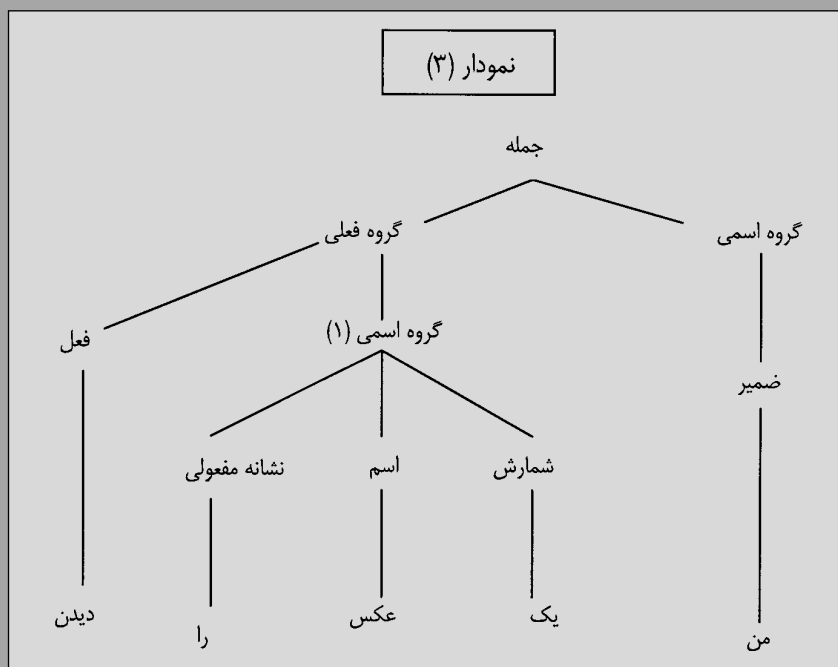 نمودار (۳)
جمله
گروه اسمی گروه فعلی
گروه اسمی (۱) فعل
ضمیر
شمارش اسم نشانه مفعولی
من یک عکس را دیدن